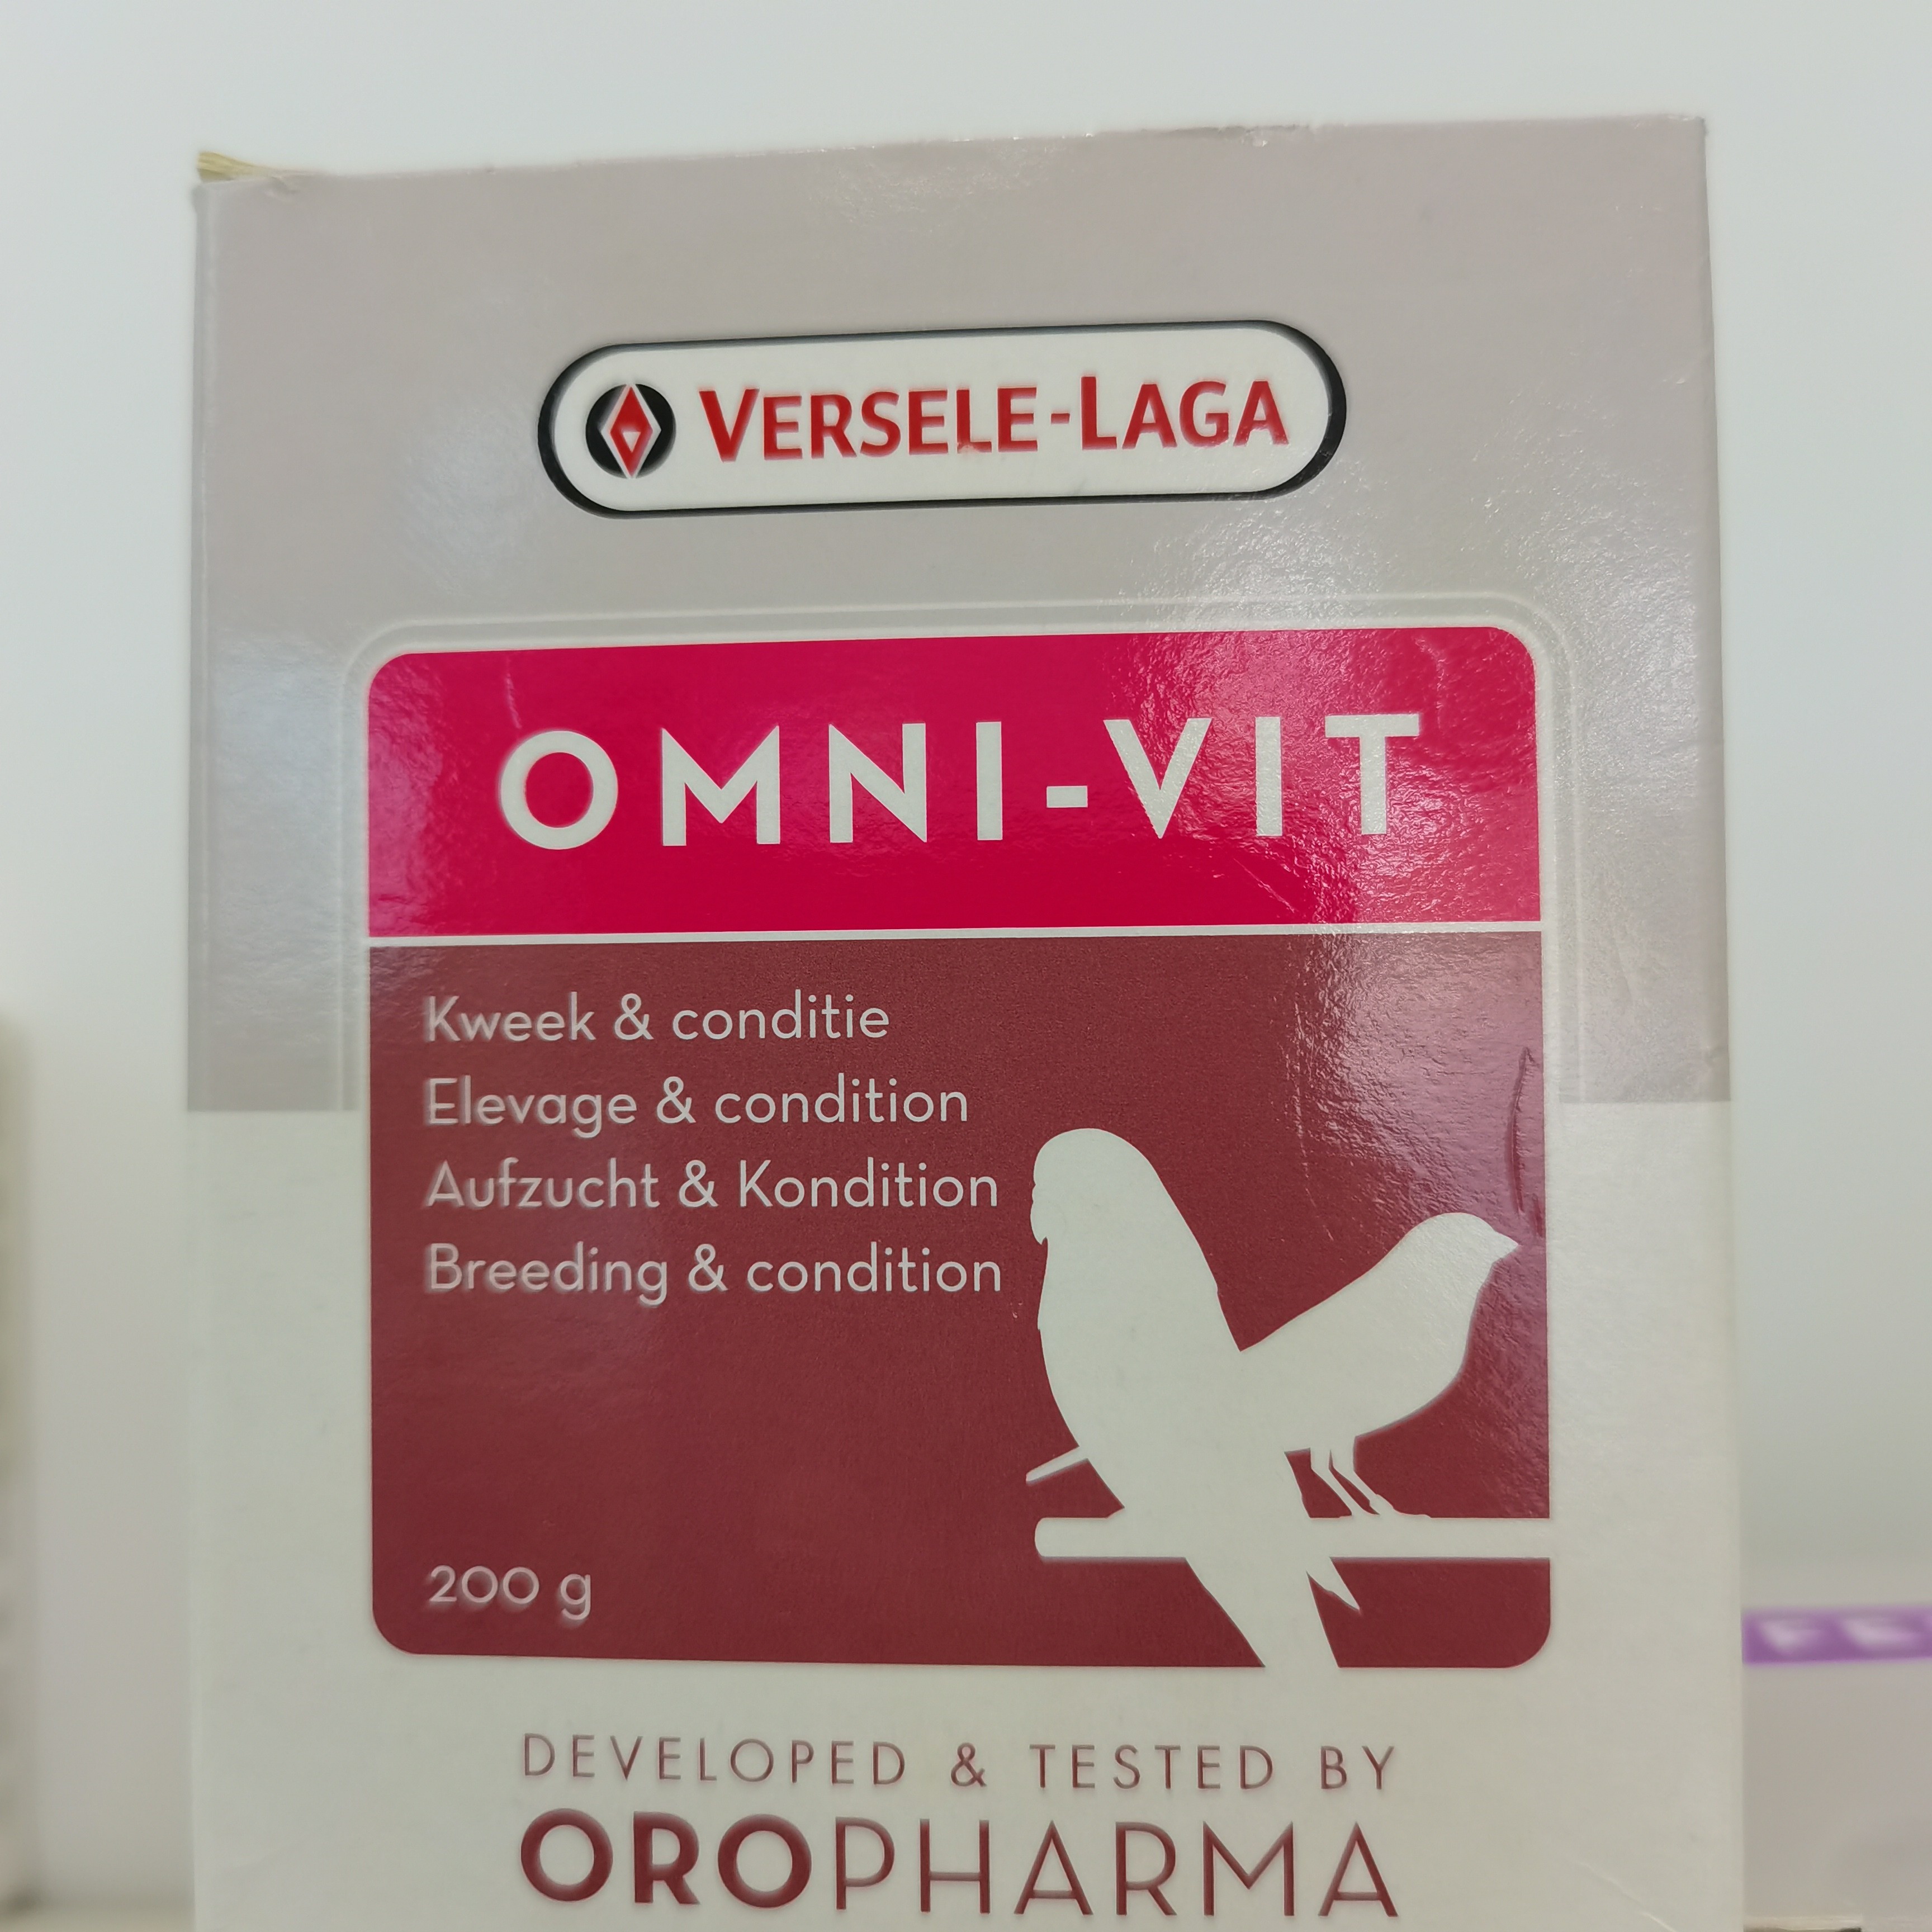 VERSELE-LAGA
OMNI-VIT
Kweek & conditie
Elevage & condition
Aufzucht & Kondition
Breeding & condition
200 g
DEVELOPED & TESTED BY
OROPHARMA